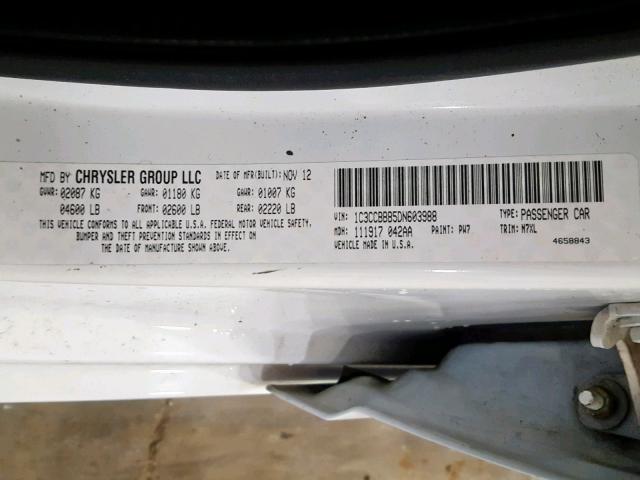 MFD BY CHRYSLER GROUP LLC DATE OF MFR(BUILT): NOV 12
GVWR: 02087 KG GAWR: 01180 KG GAWR: 01007 KG
04600 LB FRONT: 02600 LB REAR: 02220 LB
THIS VEHICLE CONFORMS TO ALL APPLICABLE U.S.A. FEDERAL MOTOR VEHICLE SAFETY,
BUMPER AND THEFT PREVENTION STANDARDS IN EFFECT ON
THE DATE OF MANUFACTURE SHOWN ABOVE.
VIN: 1C3CCBBB5DN603988 TYPE: PASSENGER CAR
MDH: 111917 042AA PAINT: PW7 TRIM: N7XL
VEHICLE MADE IN U.S.A. 4658843